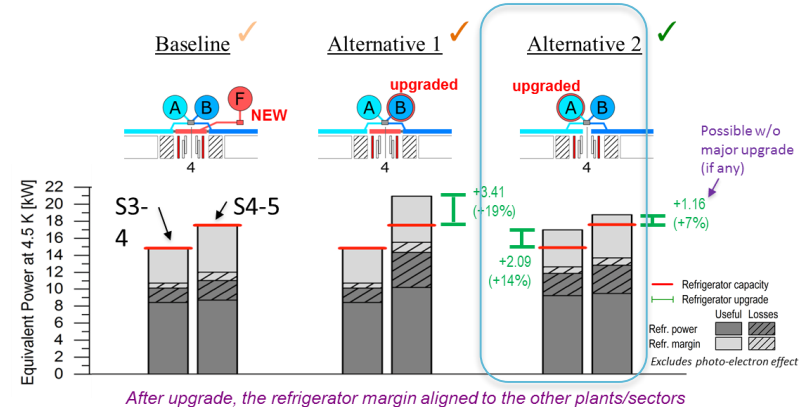 Baseline ✓
Alternative 1 ✓
Alternative 2 ✓
A B F
NEW
4
upgraded
A B
4
upgraded
A B
4
Possible w/o
major upgrade
(if any)
Equivalent Power at 4.5 K [kW]
22
20
18
16
14
12
10
8
6
4
2
0
S3-
4
S4-5
+3.41
(+19%)
+2.09
(+14%)
+1.16
(+7%)
Refrigerator capacity
Refrigerator upgrade
Useful Losses
Refr. power
Refr. margin
Excludes photo-electron effect
After upgrade, the refrigerator margin aligned to the other plants/sectors